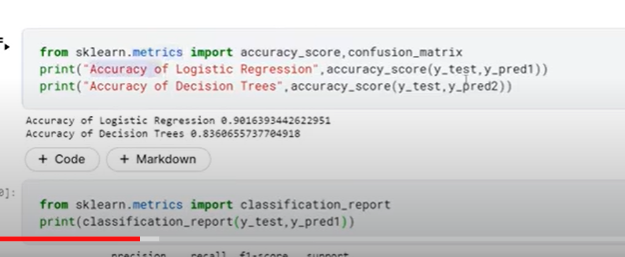 from sklearn.metrics import accuracy_score,confusion_matrix
print("Accuracy of Logistic Regression",accuracy_score(y_test,y_pred1))
print("Accuracy of Decision Trees",accuracy_score(y_test,y_pred2))
Accuracy of Logistic Regression 0.9016393442622951
Accuracy of Decision Trees 0.8360655737704918
+ Code + Markdown
]:
from sklearn.metrics import classification_report
print(classification_report(y_test,y_pred1))
precision recall f1-score support